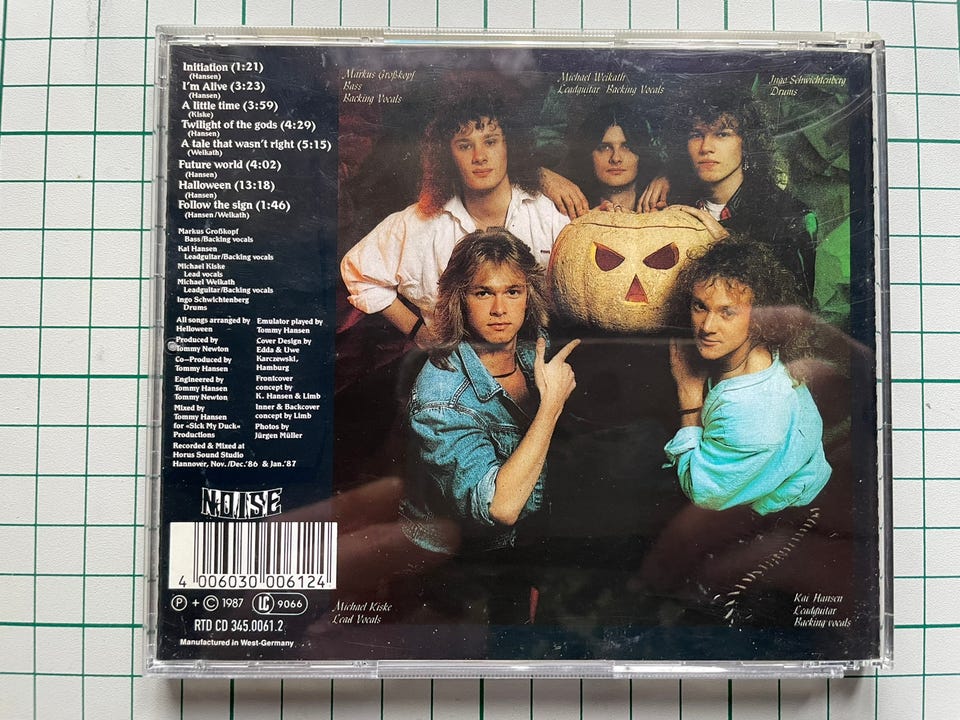 Initiation (1:21)
(Hansen)
I'm Alive (3:23)
(Hansen)
A little time (3:59)
(Kiske)
Twilight of the gods (4:29)
(Hansen)
A tale that wasn't right (5:15)
(Weikath)
Future world (4:02)
(Hansen)
Halloween (13:18)
(Hansen)
Follow the sign (1:46)
(Hansen/Weikath)
Markus Großkopf
Bass/Backing vocals
Kai Hansen
Leadguitar/Backing vocals
Michael Kiske
Lead vocals
Michael Weikath
Leadguitar/Backing vocals
Ingo Schwichtenberg
Drums
All songs arranged by
Helloween
Produced by
Tommy Newton
Co-Produced by
Tommy Hansen
Engineered by
Tommy Hansen
Tommy Newton
Mixed by
Tommy Hansen
for »Sick My Duck«
Productions
Recorded & Mixed at
Horus Sound Studio
Hannover, Nov./Dec.'86 & Jan.'87
Emulator played by
Tommy Hansen
Cover Design by
Edda & Uwe
Karczewski,
Hamburg
Frontcover
concept by
K. Hansen & Limb
Inner & Backcover
concept by Limb
Photos by
Jürgen Müller
NOISE
4 006030 006124
Ⓟ + © 1987 LC 9066
RTD CD 345.0061.2
Manufactured in West-Germany
Markus Großkopf
Bass
Backing Vocals
Michael Weikath
Leadguitar Backing Vocals
Ingo Schwichtenberg
Drums
Michael Kiske
Lead Vocals
Kai Hansen
Leadguitar
Backing vocals